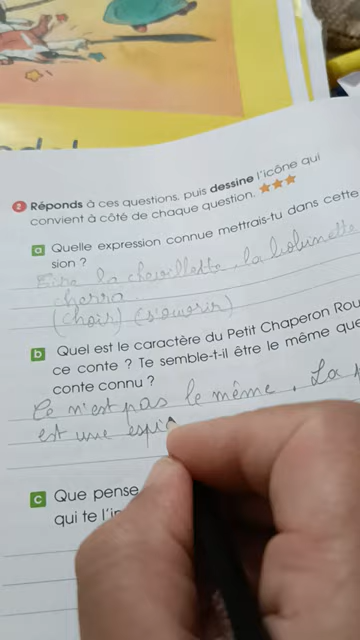 2 Réponds à ces questions, puis dessine l'icône qui
convient à côté de chaque question.
a Quelle expression connue mettrais-tu dans cette
sion ?
la chevillette, la bobinette
cherra
(choir) (s'ouvrir)
b Quel est le caractère du Petit Chaperon Rou
ce conte ? Te semble-t-il être le même que
conte connu ?
Ce n'est pas le même. La
est une espi
c Que pense
qui te l'in